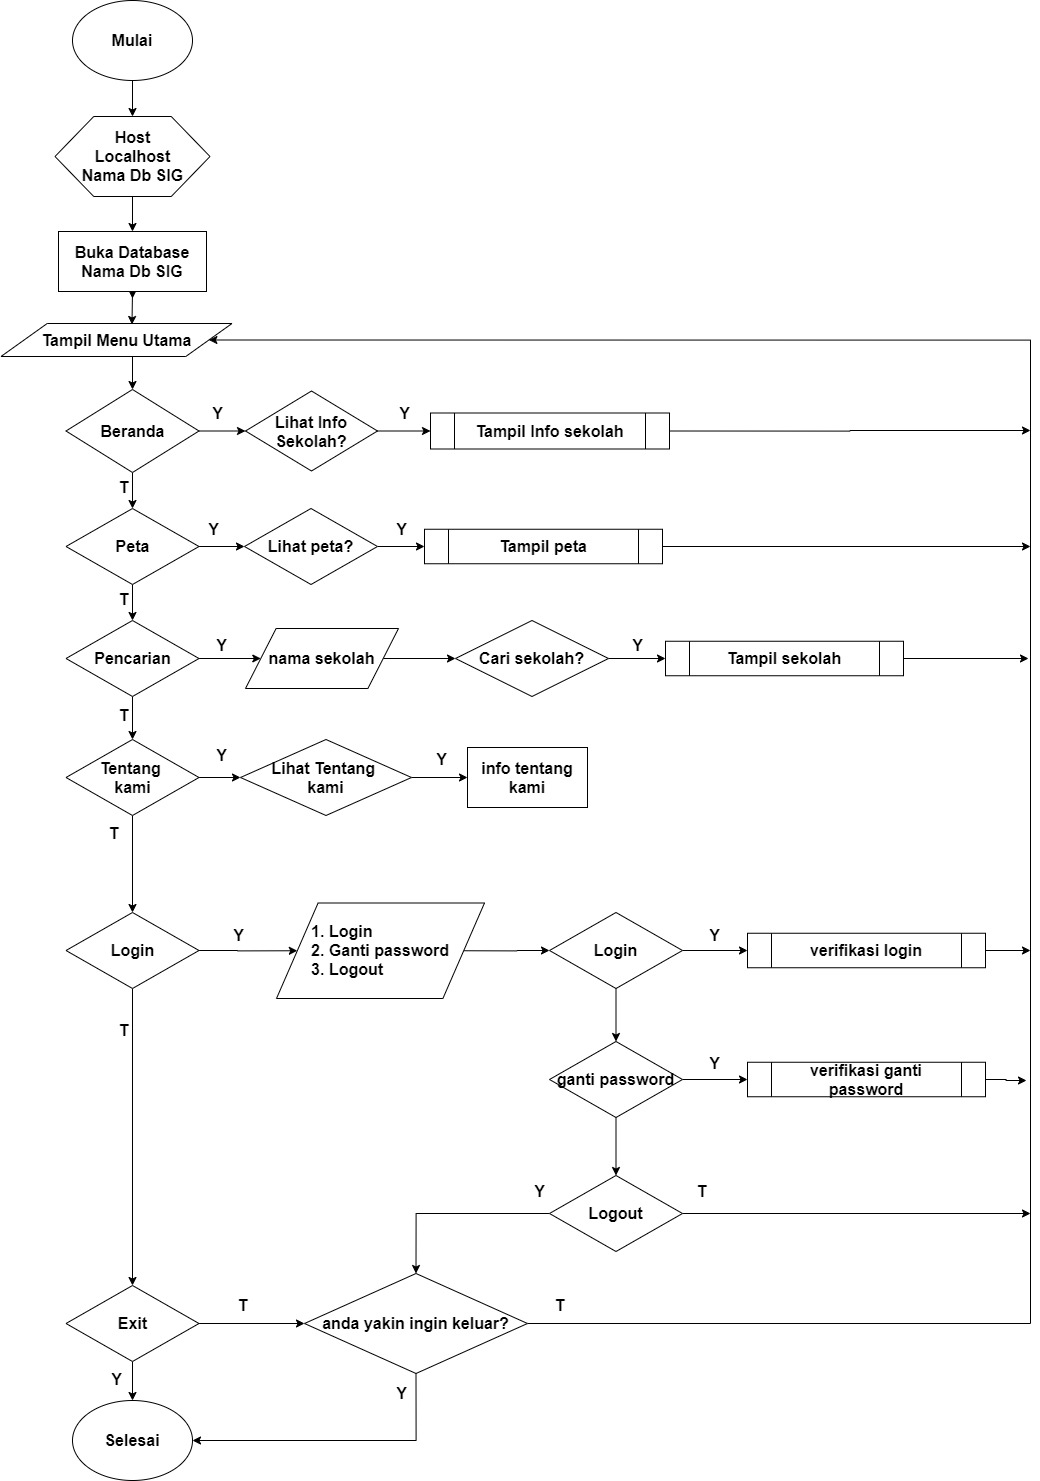 Mulai
Host
Localhost
Nama Db SIG
Buka Database
Nama Db SIG
Tampil Menu Utama
Beranda
Y
Lihat Info
Sekolah?
Y
Tampil Info sekolah
T
Peta
Y
Lihat peta?
Y
Tampil peta
T
Pencarian
Y
nama sekolah
Cari sekolah?
Y
Tampil sekolah
T
Tentang
kami
Y
Lihat Tentang
kami
Y
info tentang
kami
T
Login
Y
1. Login
2. Ganti password
3. Logout
Login
Y
verifikasi login
T
ganti password
Y
verifikasi ganti
password
Y
Logout
T
Exit
T
anda yakin ingin keluar?
T
Y
Y
Selesai